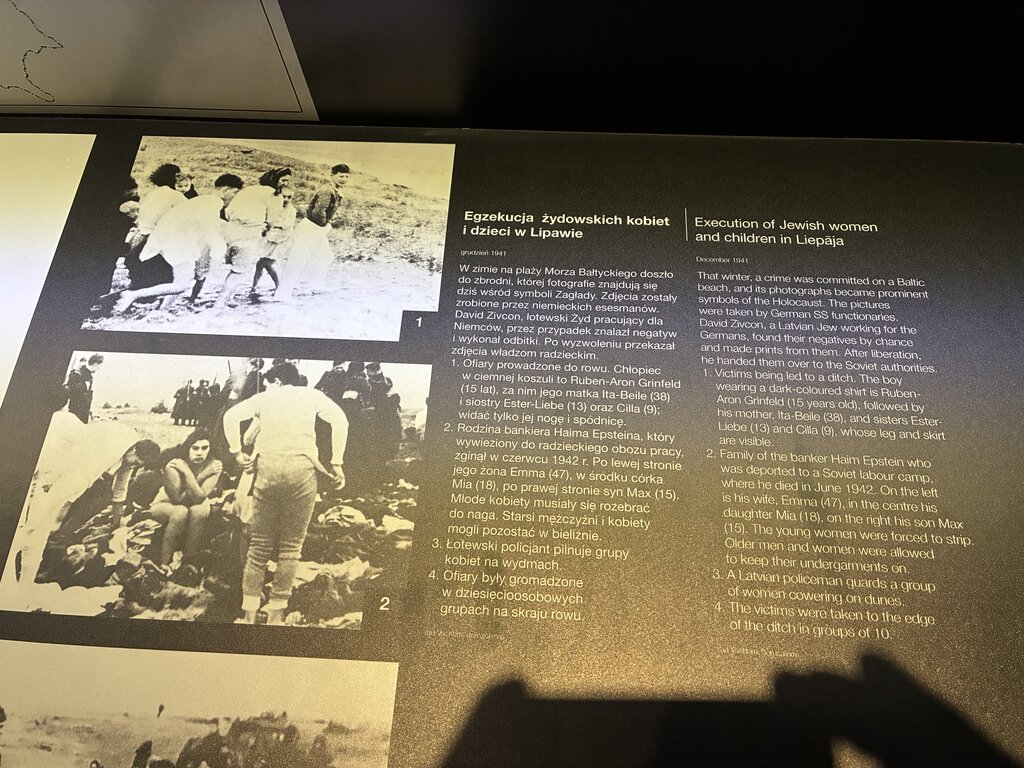 Egzekucja żydowskich kobiet
i dzieci w Lipawie
grudzień 1941
W zimie na plaży Morza Bałtyckiego doszło
do zbrodni, której fotografie znajdują się
dziś wśród symboli Zagłady. Zdjęcia zostały
zrobione przez niemieckich esesmanów.
David Zivcon, łotewski Żyd pracujący dla
Niemców, przez przypadek znalazł negatyw
i wykonał odbitki. Po wyzwoleniu przekazał
zdjęcia władzom radzieckim.
1. Ofiary prowadzone do rowu. Chłopiec
w ciemnej koszuli to Ruben-Aron Grinfeld
(15 lat), za nim jego matka Ita-Beile (38)
i siostry Ester-Liebe (13) oraz Cilla (9);
widać tylko jej nogę i spódnicę.
2. Rodzina bankiera Haima Epsteina, który
wywieziony do radzieckiego obozu pracy,
zginął w czerwcu 1942 r. Po lewej stronie
jego żona Emma (47), w środku córka
Mia (18), po prawej stronie syn Max (15).
Młode kobiety musiały się rozebrać
do naga. Starsi mężczyźni i kobiety
mogli pozostać w bieliźnie.
3. Łotewski policjant pilnuje grupy
kobiet na wydmach.
4. Ofiary były gromadzone
w dziesięcioosobowych
grupach na skraju rowu.
Execution of Jewish women
and children in Liepāja
December 1941
That winter, a crime was committed on a Baltic
beach, and its photographs became prominent
symbols of the Holocaust. The pictures
were taken by German SS functionaries.
David Zivcon, a Latvian Jew working for the
Germans, found their negatives by chance
and made prints from them. After liberation,
he handed them over to the Soviet authorities.
1. Victims being led to a ditch. The boy
wearing a dark-coloured shirt is Ruben-
Aron Grinfeld (15 years old), followed by
his mother, Ita-Beile (38), and sisters Ester-
Liebe (13) and Cilla (9), whose leg and skirt
are visible.
2. Family of the banker Haim Epstein who
was deported to a Soviet labour camp,
where he died in June 1942. On the left
is his wife, Emma (47), in the centre his
daughter Mia (18), on the right his son Max
(15). The young women were forced to strip.
Older men and women were allowed
to keep their undergarments on.
3. A Latvian policeman guards a group
of women cowering on dunes.
4. The victims were taken to the edge
of the ditch in groups of 10.
1
2